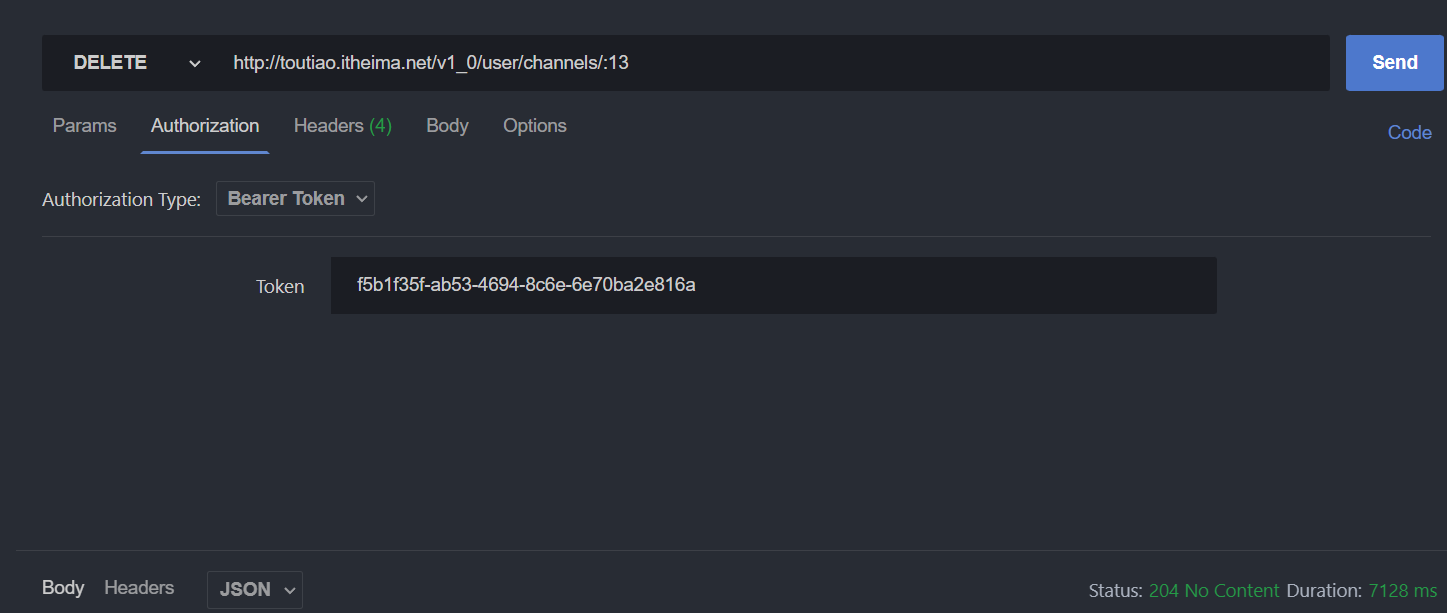 DELETE http://toutiao.itheima.net/v1_0/user/channels/:13 Send
Params Authorization Headers (4) Body Options Code
Authorization Type: Bearer Token
Token f5b1f35f-ab53-4694-8c6e-6e70ba2e816a
Body Headers JSON Status: 204 No Content Duration: 7128 ms